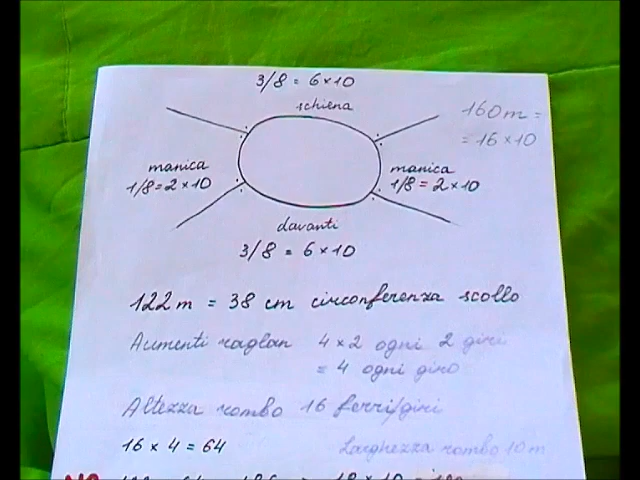 3/8 = 6×10
schiena
160m =
= 16×10
manica
1/8=2×10
manica
1/8=2×10
davanti
3/8 = 6×10
122m = 38 cm circonferenza scollo
Aumenti raglan 4×2 ogni 2 giri
= 4 ogni giro
Altezza rombo 16 ferri/giri
16 × 4 = 64
Larghezza rombo 10 m